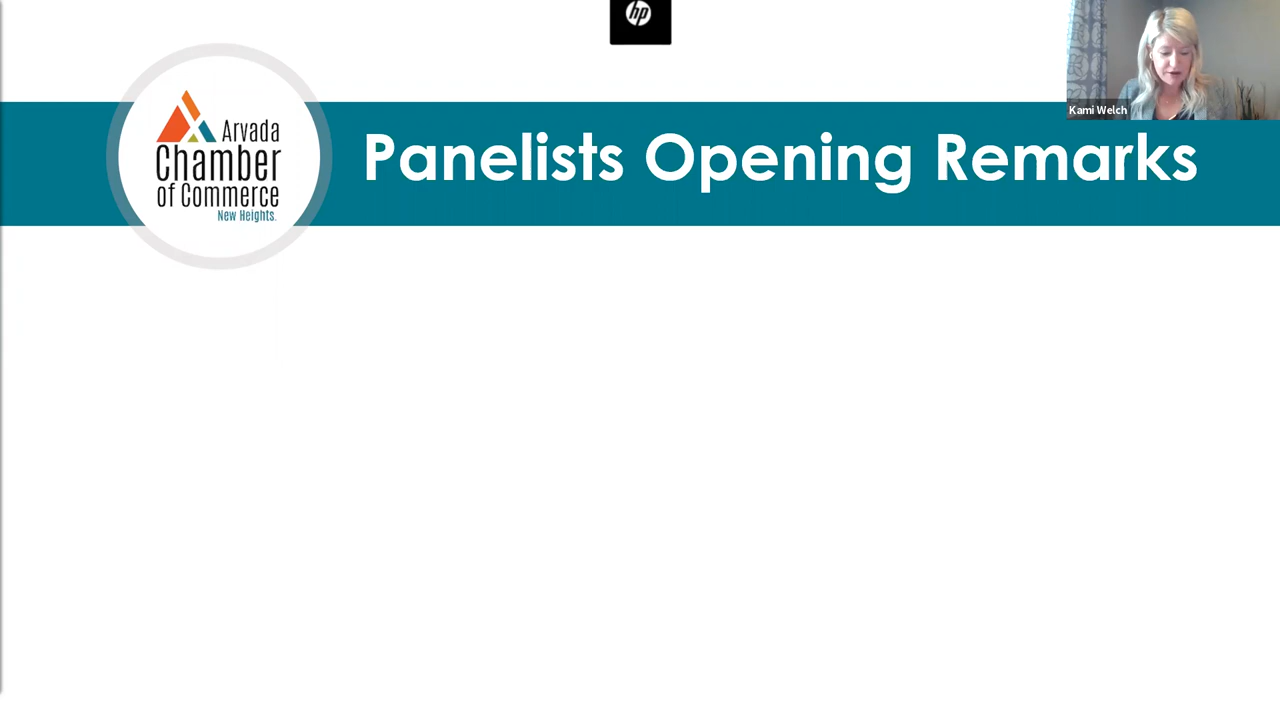 hp
Kami Welch
Arvada
Chamber
of Commerce
New Heights.
Panelists Opening Remarks